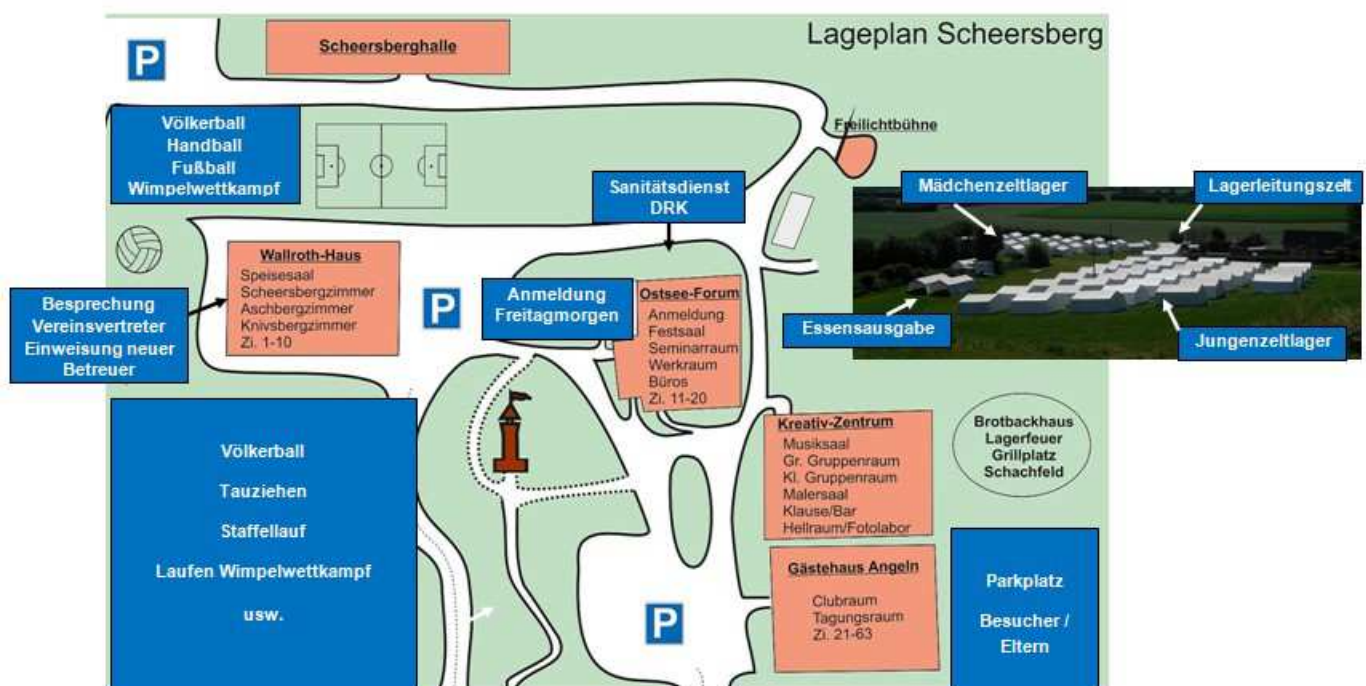 Lageplan Scheersberg
P
Scheersberghalle
Völkerball
Handball
Fußball
Wimpelwettkampf
Freilichtbühne
Sanitätsdienst
DRK
Mädchenzeltlager
Lagerleitungszelt
Essensausgabe
Jungenzeltlager
Wallroth-Haus
Speisesaal
Scheersbergzimmer
Aschbergzimmer
Knivsbergzimmer
Zi. 1-10
Besprechung
Vereinsvertreter
Einweisung neuer
Betreuer
P
Anmeldung
Freitagmorgen
Ostsee-Forum
Anmeldung
Festsaal
Seminarraum
Werkraum
Büros
Zi. 11-20
Kreativ-Zentrum
Musiksaal
Gr. Gruppenraum
Kl. Gruppenraum
Malersaal
Klause/Bar
Hellraum/Fotolabor
Brotbackhaus
Lagerfeuer
Grillplatz
Schachfeld
Völkerball
Tauziehen
Staffellauf
Laufen Wimpelwettkampf
usw.
P
Gästehaus Angeln
Clubraum
Tagungsraum
Zi. 21-63
Parkplatz
Besucher /
Eltern